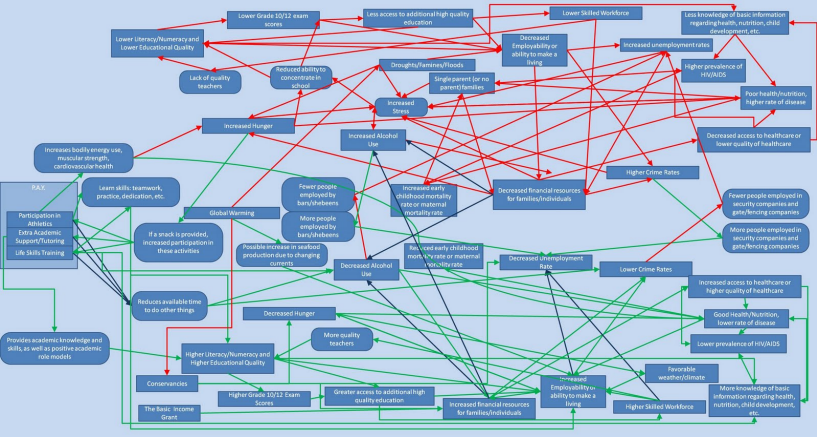 Lower Grade 10/12 exam
scores
Less access to additional high quality
education
Lower Skilled Workforce
Less knowledge of basic information
regarding health, nutrition, child
development, etc.
Lower Literacy/Numeracy and
Lower Educational Quality
Decreased
Employability or
ability to make a
living
Increased unemployment rates
Lack of quality
teachers
Reduced ability to
concentrate in
school
Droughts/Famines/Floods
Single parent (or no
parent) families
Higher prevalence of
HIV/AIDS
Increased
Stress
Poor health/nutrition,
higher rate of disease
Increased Hunger
Increased Alcohol
Use
Decreased access to healthcare or
lower quality of healthcare
Increases bodily energy use,
muscular strength,
cardiovascular health
Higher Crime Rates
P.A.Y.
Learn skills: teamwork,
practice, dedication, etc.
Fewer people
employed by
bars/shebeens
Increased early
childhood mortality
rate or maternal
mortality rate
Decreased financial resources
for families/individuals
Fewer people employed in
security companies and
gate/fencing companies
Participation in
Athletics
Extra Academic
Support/Tutoring
Life Skills Training
If a snack is provided,
increased participation in
these activities
Global Warming
More people
employed by
bars/shebeens
Possible increase in seafood
production due to changing
currents
Reduced early childhood
mortality rate or maternal
mortality rate
Decreased Unemployment
Rate
More people employed in
security companies and
gate/fencing companies
Decreased Alcohol
Use
Lower Crime Rates
Increased access to healthcare or
higher quality of healthcare
Reduces available time
to do other things
Decreased Hunger
Good Health/Nutrition,
lower rate of disease
Provides academic knowledge and
skills, as well as positive academic
role models
More quality
teachers
Lower prevalence of HIV/AIDS
Higher Literacy/Numeracy and
Higher Educational Quality
Favorable
weather/climate
Conservancies
Increased
Employability or
ability to make a
living
Higher Grade 10/12 Exam
Scores
Greater access to additional high
quality education
More knowledge of basic
information regarding health,
nutrition, child development,
etc.
The Basic Income
Grant
Increased financial resources
for families/individuals
Higher Skilled Workforce